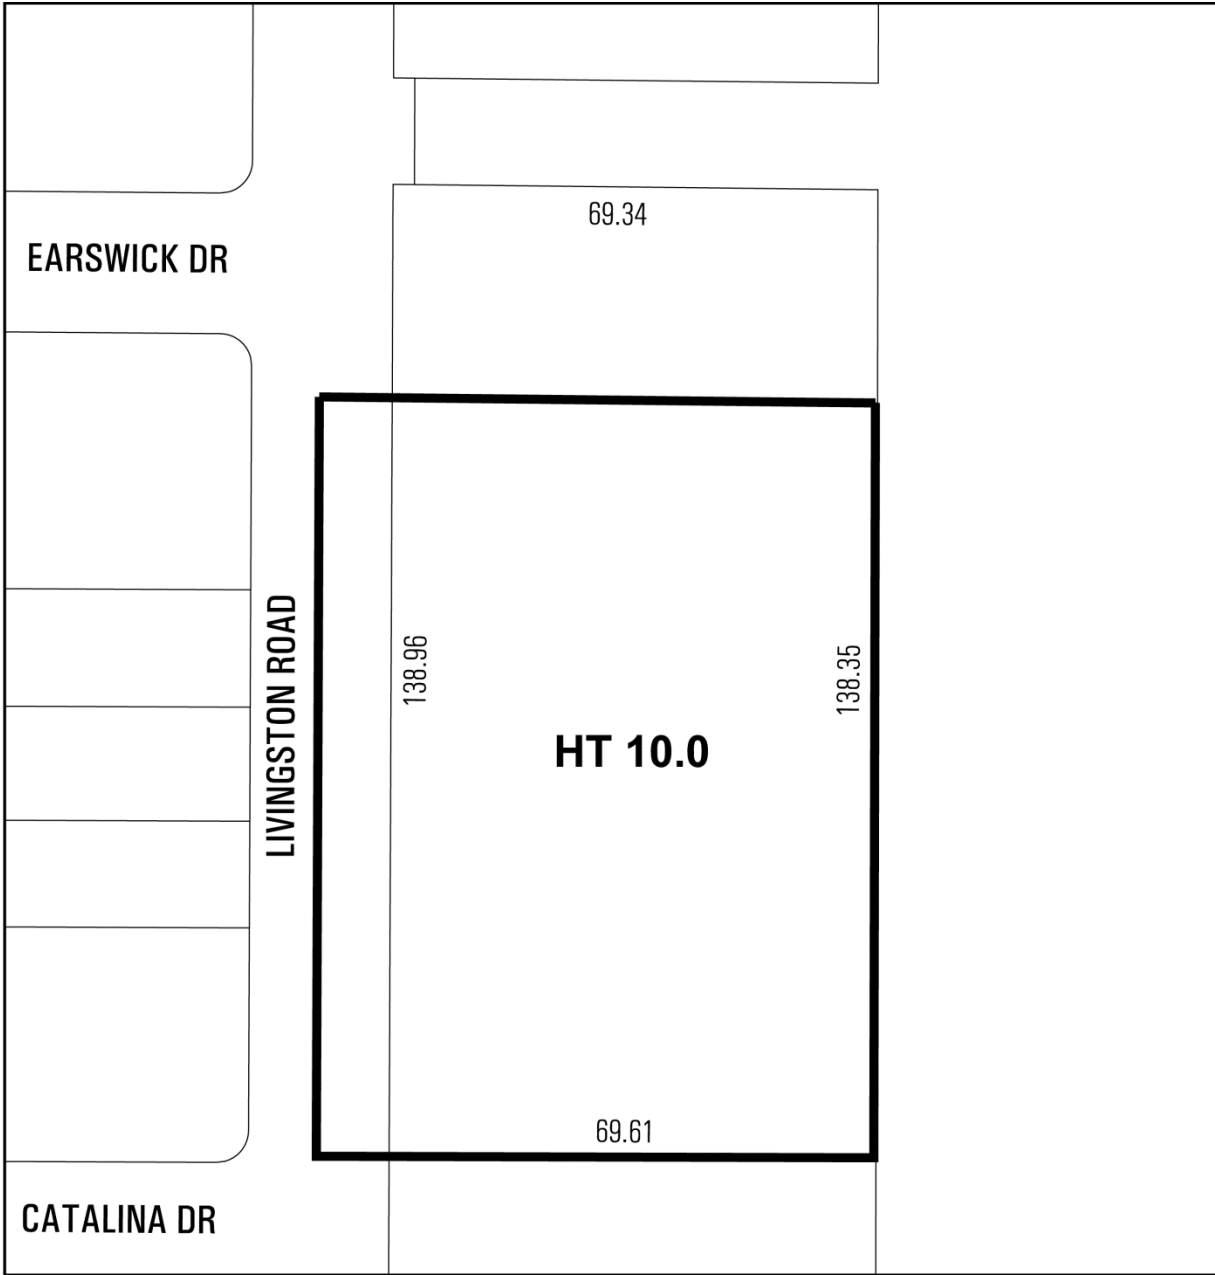 69.34
EARSWICK DR
LIVINGSTON ROAD
138.96
138.35
HT 10.0
69.61
CATALINA DR